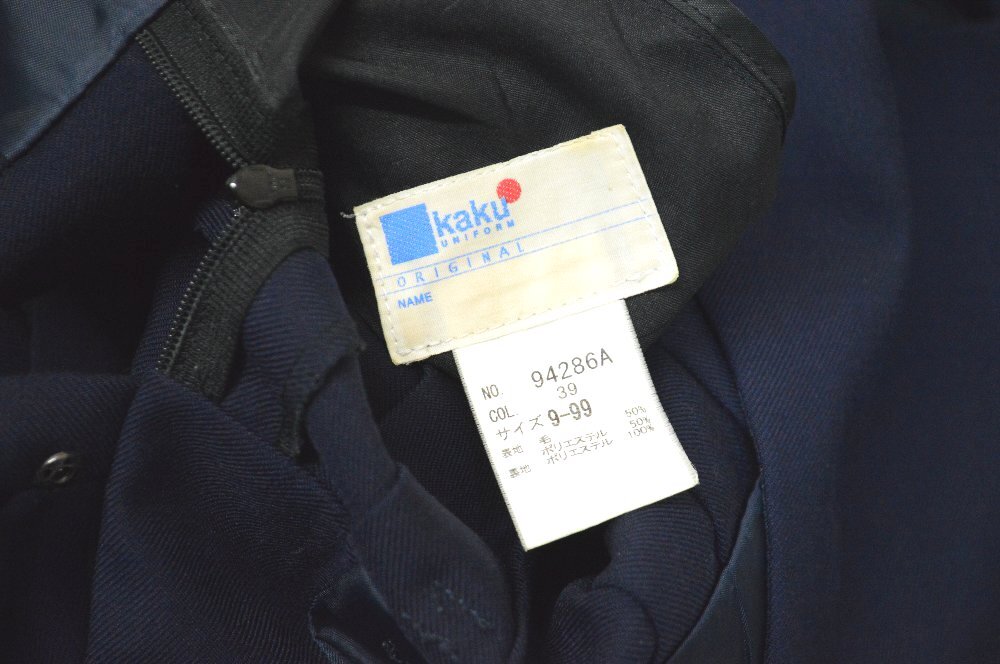 kaku
UNIFORM
ORIGINAL
NAME
NO. 94286A
COL. 39
サイズ 9-99
表地 毛 50%
ポリエステル 50%
裏地 ポリエステル 100%